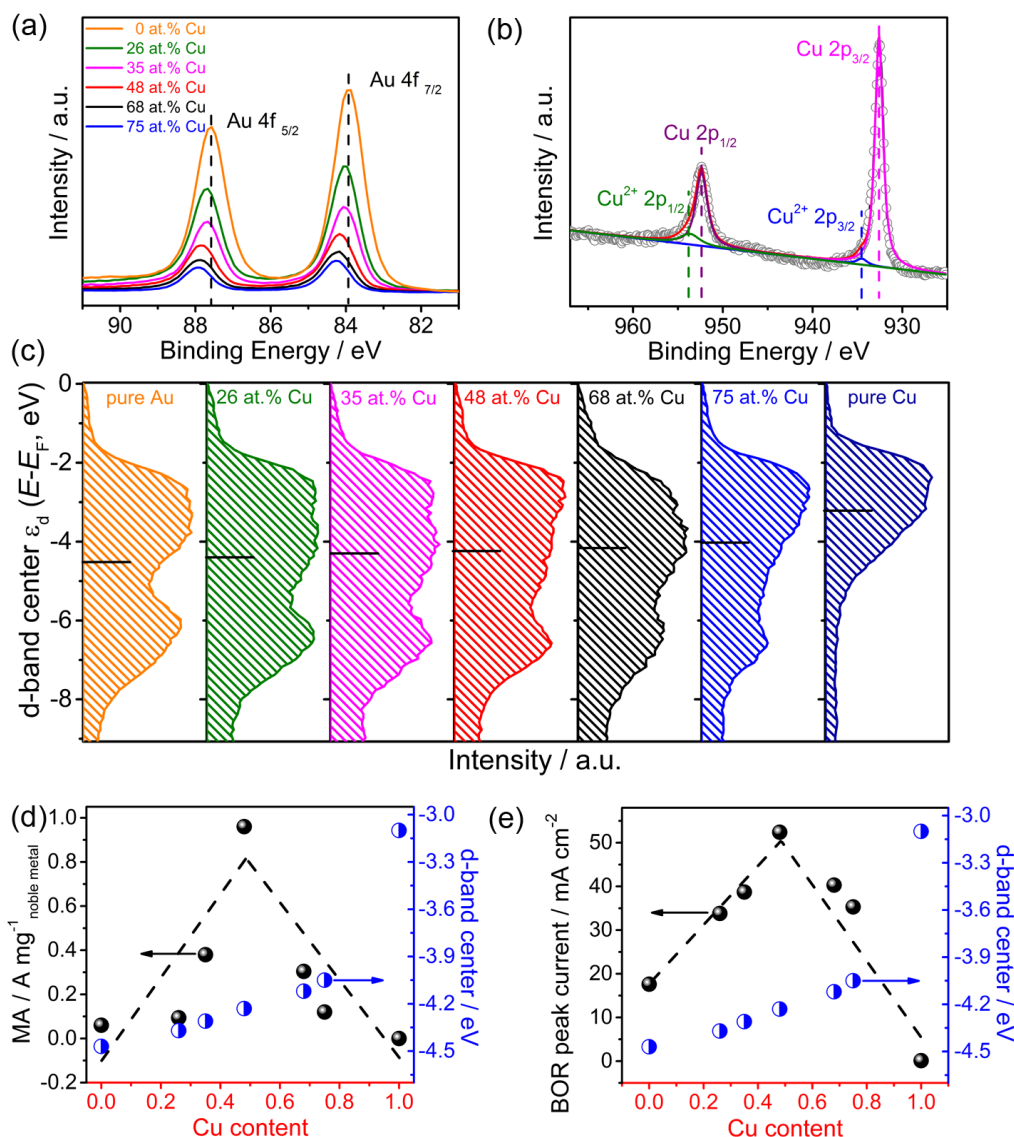 (a)
0 at.% Cu
26 at.% Cu
35 at.% Cu
48 at.% Cu
68 at.% Cu
75 at.% Cu
Au 4f 5/2
Au 4f 7/2
Intensity / a.u.
90 88 86 84 82
Binding Energy / eV
(b)
Cu 2p3/2
Cu 2p1/2
Cu2+ 2p1/2
Cu2+ 2p3/2
Intensity / a.u.
960 950 940 930
Binding Energy / eV
(c)
pure Au 26 at.% Cu 35 at.% Cu 48 at.% Cu 68 at.% Cu 75 at.% Cu pure Cu
d-band center εd (E-EF, eV)
0
-2
-4
-6
-8
Intensity / a.u.
(d)
MA / A mg-1 noble metal
1.0
0.8
0.6
0.4
0.2
0.0
-0.2
-3.0
-3.3
-3.6
-3.9
-4.2
-4.5
d-band center / eV
0.0 0.2 0.4 0.6 0.8 1.0
Cu content
(e)
BOR peak current / mA cm-2
50
40
30
20
10
0
-3.0
-3.3
-3.6
-3.9
-4.2
-4.5
d-band center / eV
0.0 0.2 0.4 0.6 0.8 1.0
Cu content